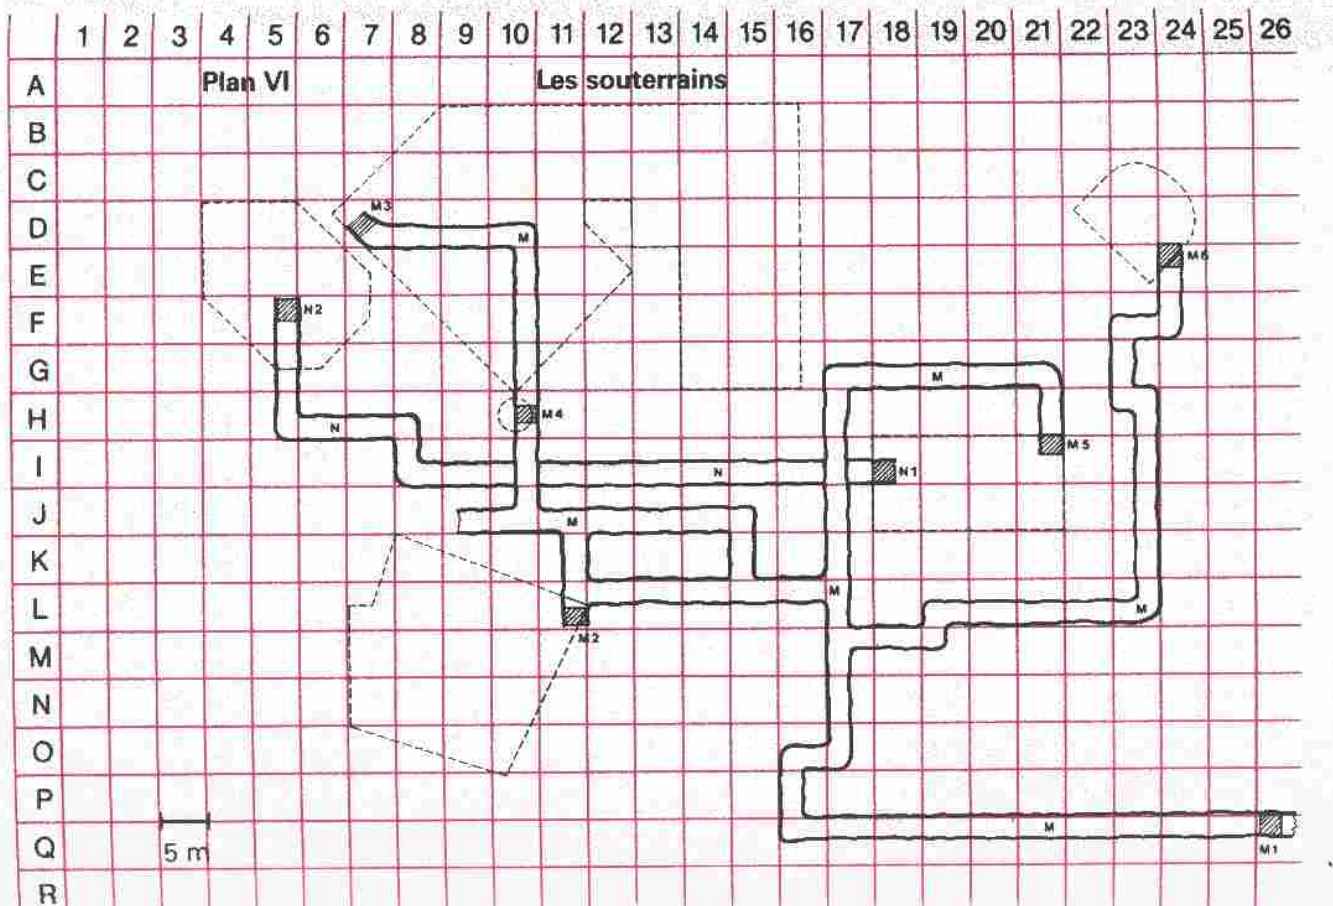 1 2 3 4 5 6 7 8 9 10 11 12 13 14 15 16 17 18 19 20 21 22 23 24 25 26
A Plan VI Les souterrains
B
C
M3
D M
E M6
F N2
G M
H M4
N M5
I N N1
J M
K M
L M
M2
M
N
O
P
Q M
5 m M1
R